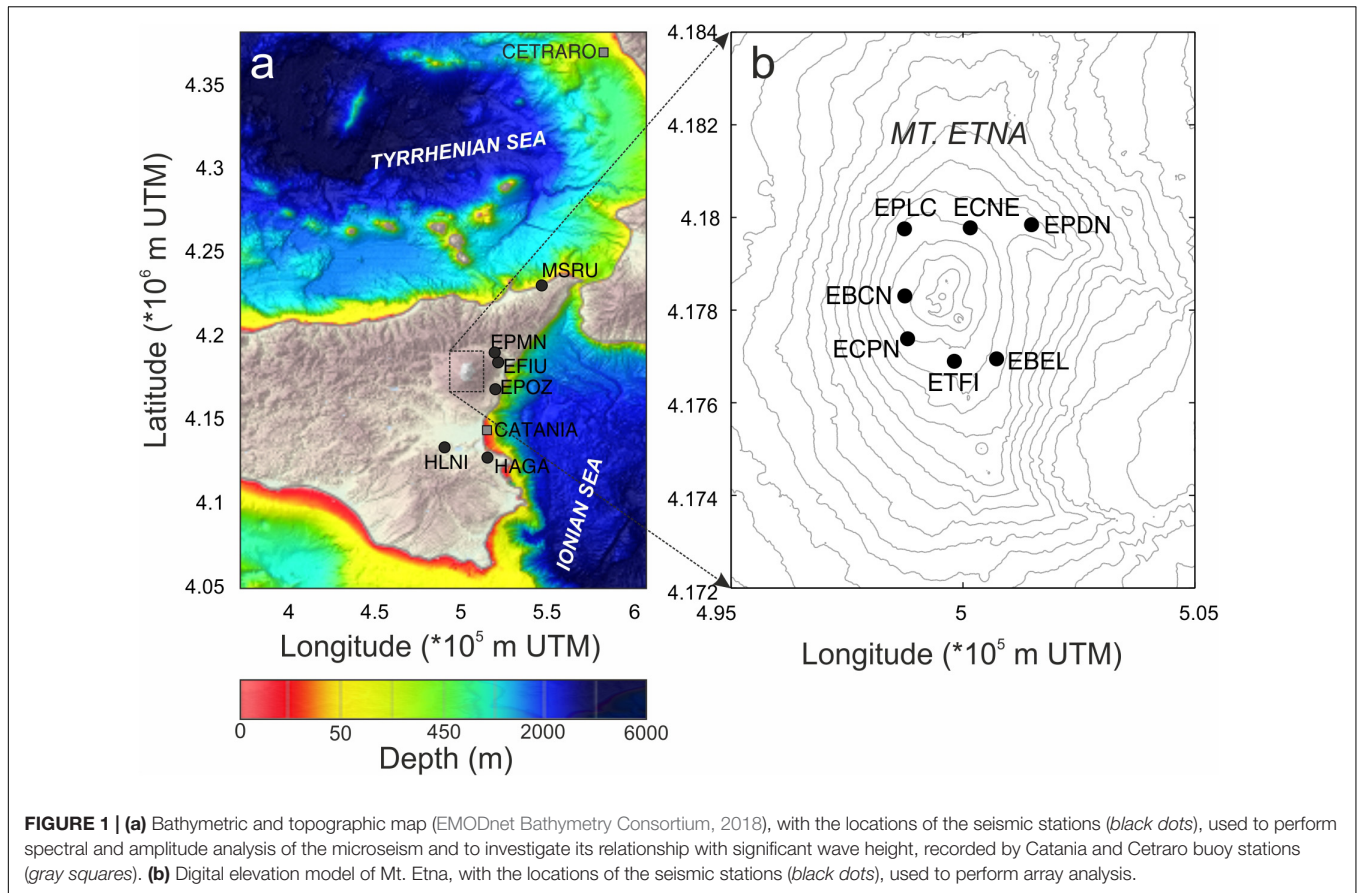 a
CETRARO
4.35
4.3
4.25
4.2
4.15
4.1
4.05
Latitude (*10⁶ m UTM)
TYRRHENIAN SEA
MSRU
EPMN
EFIU
EPOZ
CATANIA
HLNI
HAGA
IONIAN SEA
4
4.5
5
5.5
6
Longitude (*10⁵ m UTM)
0
50
450
2000
6000
Depth (m)
b
4.184
4.182
4.18
4.178
4.176
4.174
4.172
MT. ETNA
EPLC
ECNE
EPDN
EBCN
ECPN
ETFI
EBEL
4.95
5
5.05
Longitude (*10⁵ m UTM)
FIGURE 1 | (a) Bathymetric and topographic map (EMODnet Bathymetry Consortium, 2018), with the locations of the seismic stations (black dots), used to perform
spectral and amplitude analysis of the microseism and to investigate its relationship with significant wave height, recorded by Catania and Cetraro buoy stations
(gray squares). (b) Digital elevation model of Mt. Etna, with the locations of the seismic stations (black dots), used to perform array analysis.